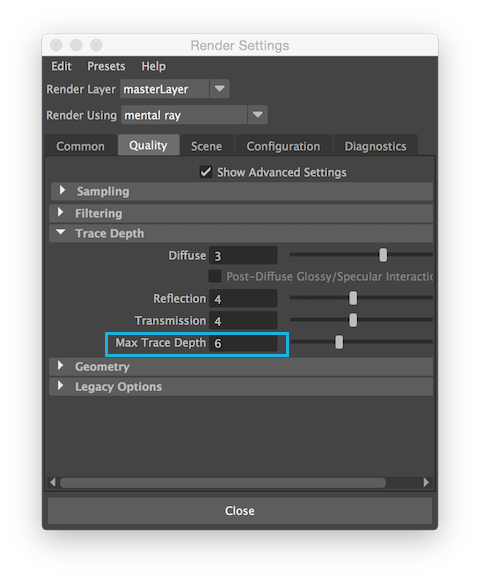 Render Settings
Edit Presets Help
Render Layer masterLayer
Render Using mental ray
Common Quality Scene Configuration Diagnostics
Show Advanced Settings
Sampling
Filtering
Trace Depth
Diffuse 3
Post-Diffuse Glossy/Specular Interactio
Reflection 4
Transmission 4
Max Trace Depth 6
Geometry
Legacy Options
Close